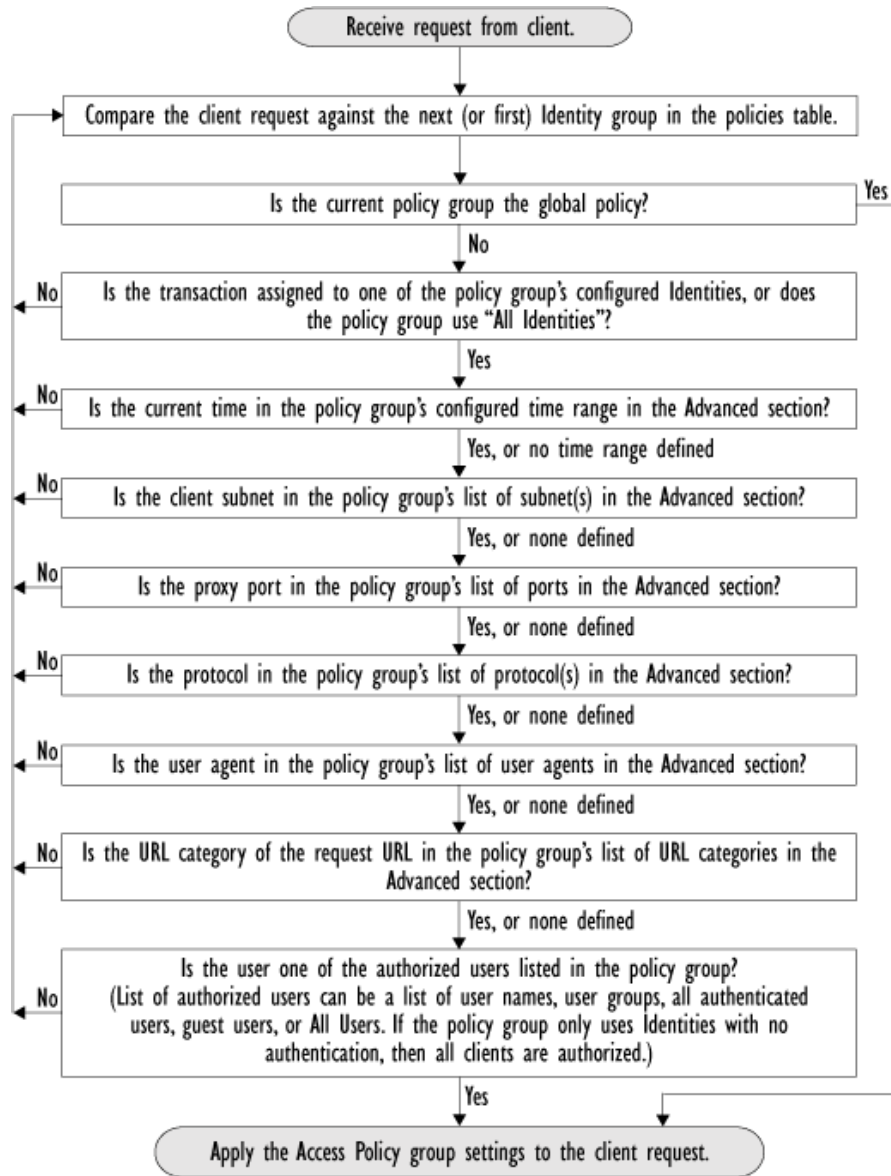 Receive request from client.
Compare the client request against the next (or first) Identity group in the policies table.
Yes
Is the current policy group the global policy?
No
No
Is the transaction assigned to one of the policy group's configured Identities, or does
the policy group use “All Identities”?
Yes
No
Is the current time in the policy group's configured time range in the Advanced section?
Yes, or no time range defined
No
Is the client subnet in the policy group's list of subnet(s) in the Advanced section?
Yes, or none defined
No
Is the proxy port in the policy group's list of ports in the Advanced section?
Yes, or none defined
No
Is the protocol in the policy group's list of protocol(s) in the Advanced section?
Yes, or none defined
No
Is the user agent in the policy group's list of user agents in the Advanced section?
Yes, or none defined
No
Is the URL category of the request URL in the policy group's list of URL categories in the
Advanced section?
Yes, or none defined
Is the user one of the authorized users listed in the policy group?
No
(List of authorized users can be a list of user names, user groups, all authenticated
users, guest users, or All Users. If the policy group only uses Identities with no
authentication, then all clients are authorized.)
Yes
Apply the Access Policy group settings to the client request.